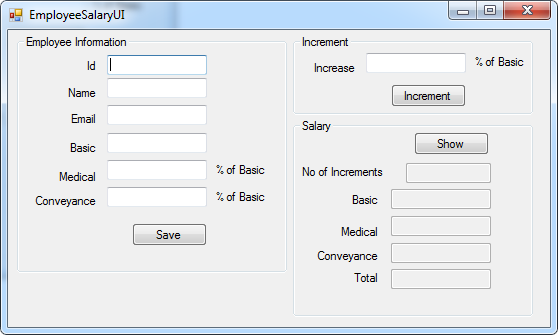 EmployeeSalaryUI
Employee Information
Id
Name
Email
Basic
Medical % of Basic
Conveyance % of Basic
Save
Increment
Increase % of Basic
Increment
Salary
Show
No of Increments
Basic
Medical
Conveyance
Total